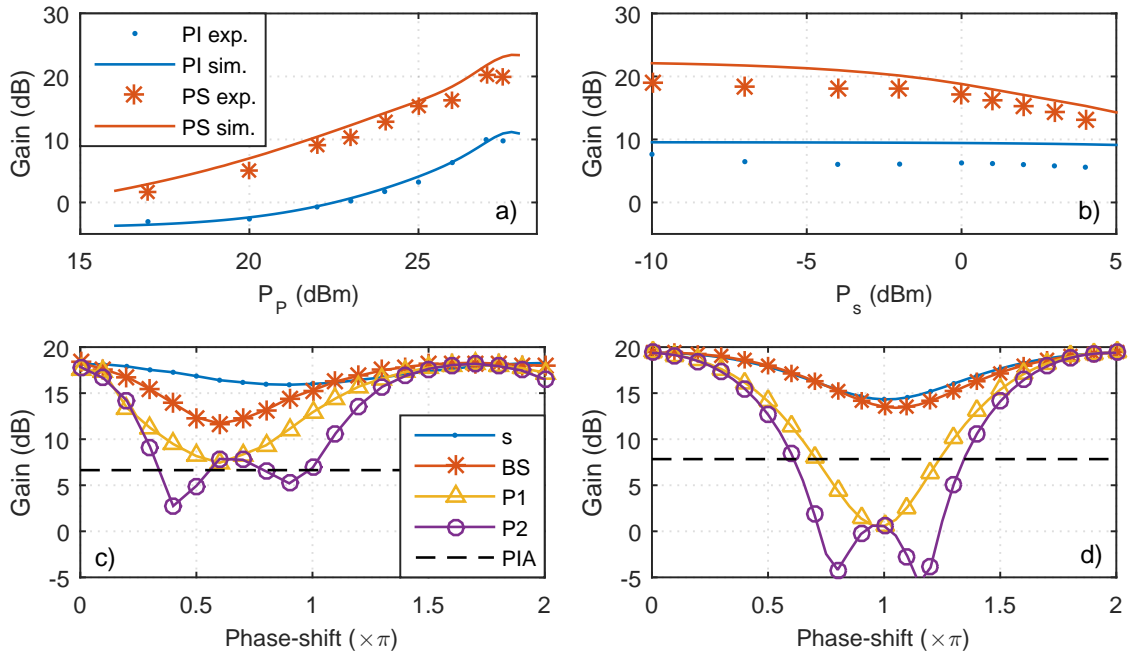 30
20
10
0
Gain (dB)
PI exp.
PI sim.
PS exp.
PS sim.
a)
15 20 25
P_P (dBm)
30
20
10
0
Gain (dB)
b)
-10 -5 0 5
P_s (dBm)
20
15
10
5
0
-5
Gain (dB)
s
BS
P1
P2
PIA
c)
0 0.5 1 1.5 2
Phase-shift (×π)
20
15
10
5
0
-5
Gain (dB)
d)
0 0.5 1 1.5 2
Phase-shift (×π)